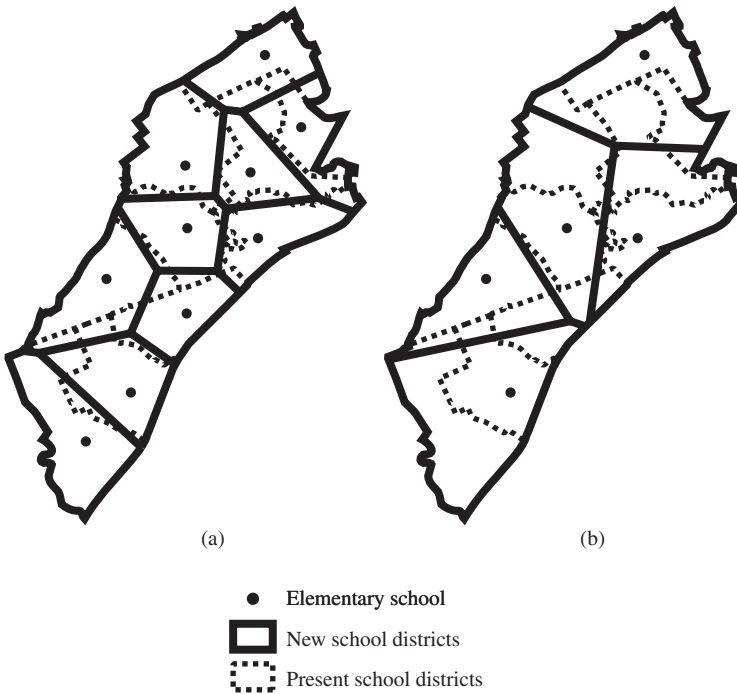 (a)
(b)
Elementary school
New school districts
Present school districts